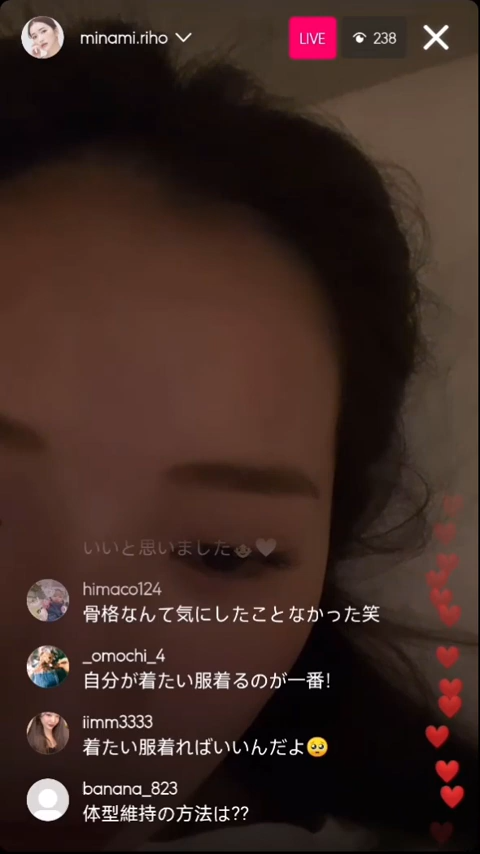 minami.riho
LIVE
238
いいと思いました
himaco124
骨格なんて気にしたことなかった笑
_omochi_4
自分が着たい服着るのが一番!
iimm3333
着たい服着ればいいんだよ🥺
banana_823
体型維持の方法は??